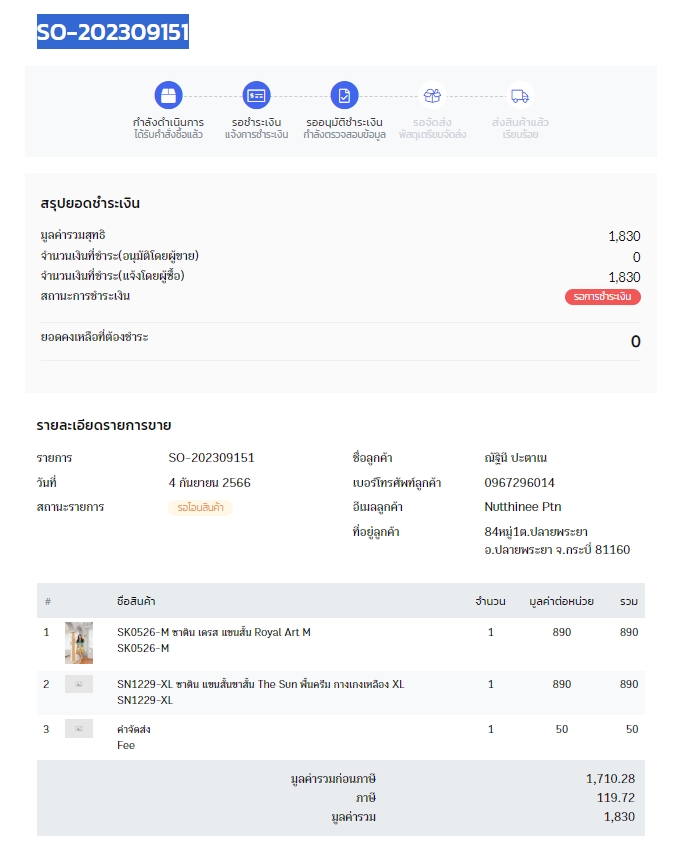 SO-202309151
กำลังดำเนินการ
ได้รับคำสั่งซื้อแล้ว
รอชำระเงิน
แจ้งการชำระเงิน
รออนุมัติชำระเงิน
กำลังตรวจสอบข้อมูล
รอจัดส่ง
พัสดุเตรียมจัดส่ง
ส่งสินค้าแล้ว
เรียบร้อย
สรุปยอดชำระเงิน
มูลค่ารวมสุทธิ 1,830
จำนวนเงินที่ชำระ(อนุมัติโดยผู้ขาย) 0
จำนวนเงินที่ชำระ(แจ้งโดยผู้ซื้อ) 1,830
สถานะการชำระเงิน รอการชำระเงิน
ยอดคงเหลือที่ต้องชำระ 0
รายละเอียดรายการขาย
รายการ SO-202309151
วันที่ 4 กันยายน 2566
สถานะรายการ รอโอนสินค้า
ชื่อลูกค้า ณัฐินี ปะตาเน
เบอร์โทรศัพท์ลูกค้า 0967296014
อีเมลลูกค้า Nutthinee Ptn
ที่อยู่ลูกค้า 84หมู่1ต.ปลายพระยา
อ.ปลายพระยา จ.กระบี่ 81160
# ชื่อสินค้า จำนวน มูลค่าต่อหน่วย รวม
1 SK0526-M ซาติน เดรส แขนสั้น Royal Art M 1 890 890
SK0526-M
2 SN1229-XL ซาติน แขนสั้นขาสั้น The Sun พื้นครีม กางเกงเหลือง XL 1 890 890
SN1229-XL
3 ค่าจัดส่ง 1 50 50
Fee
มูลค่ารวมก่อนภาษี 1,710.28
ภาษี 119.72
มูลค่ารวม 1,830